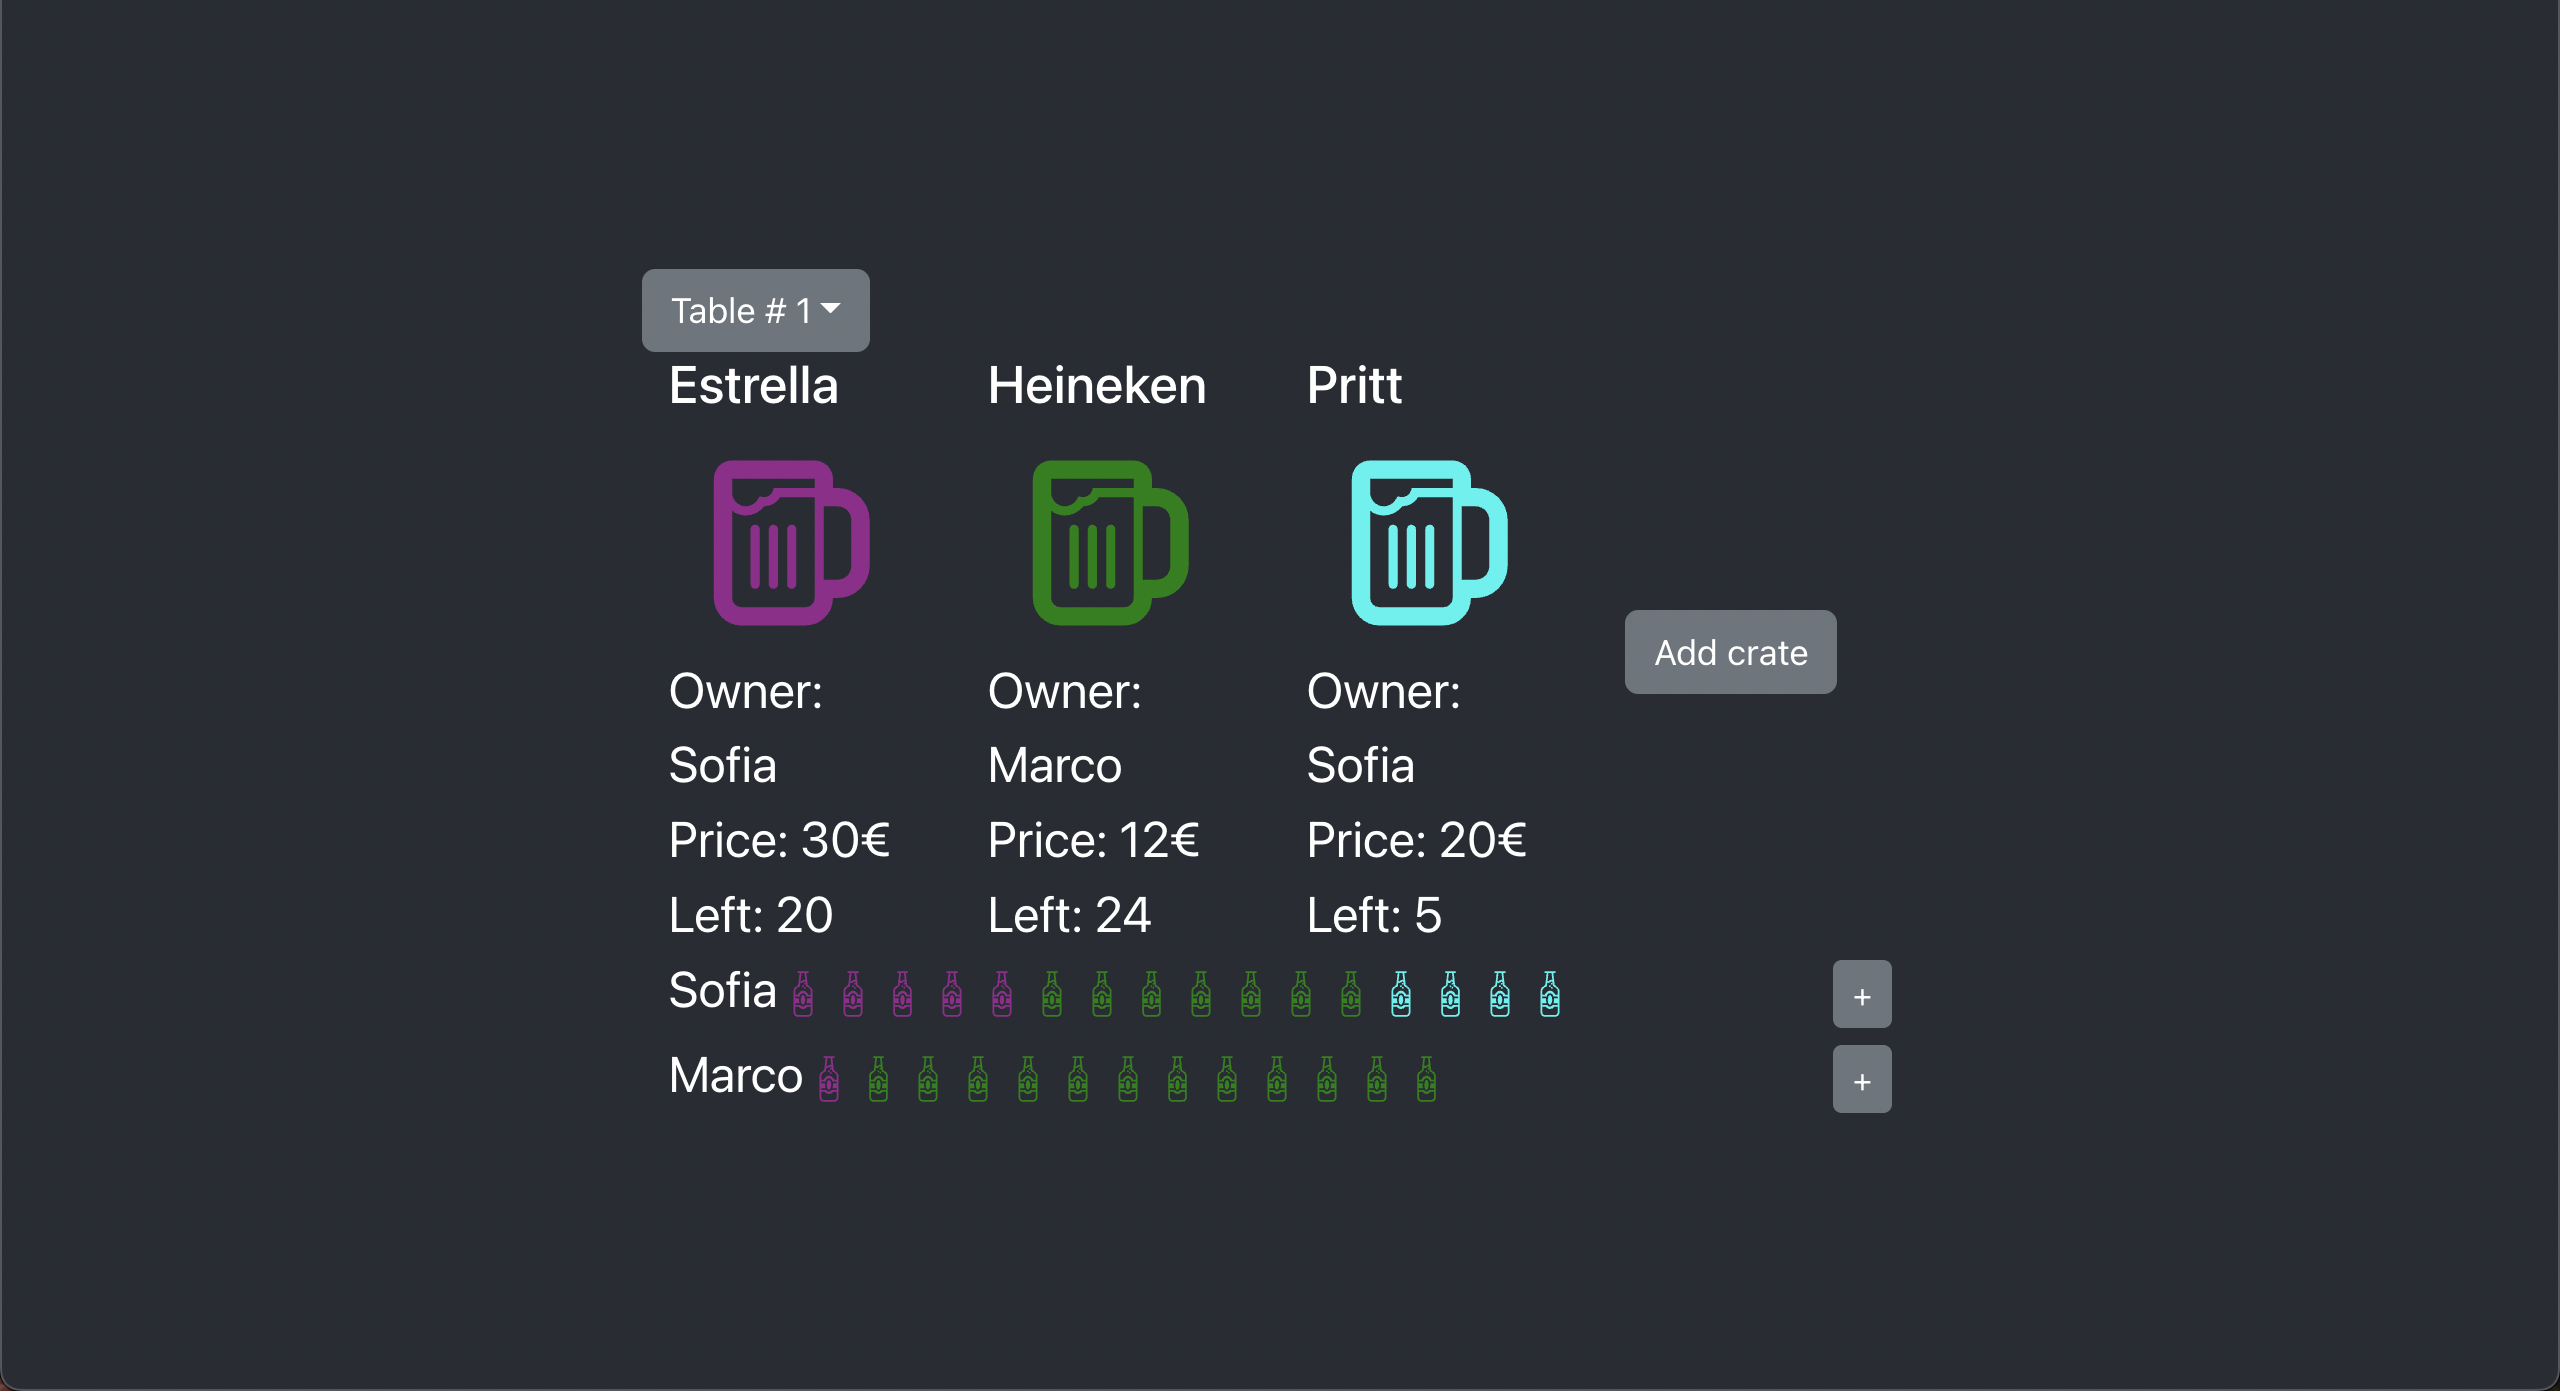 Table # 1
Estrella Heineken Pritt
Add crate
Owner: Owner: Owner:
Sofia Marco Sofia
Price: 30€ Price: 12€ Price: 20€
Left: 20 Left: 24 Left: 5
Sofia +
Marco +